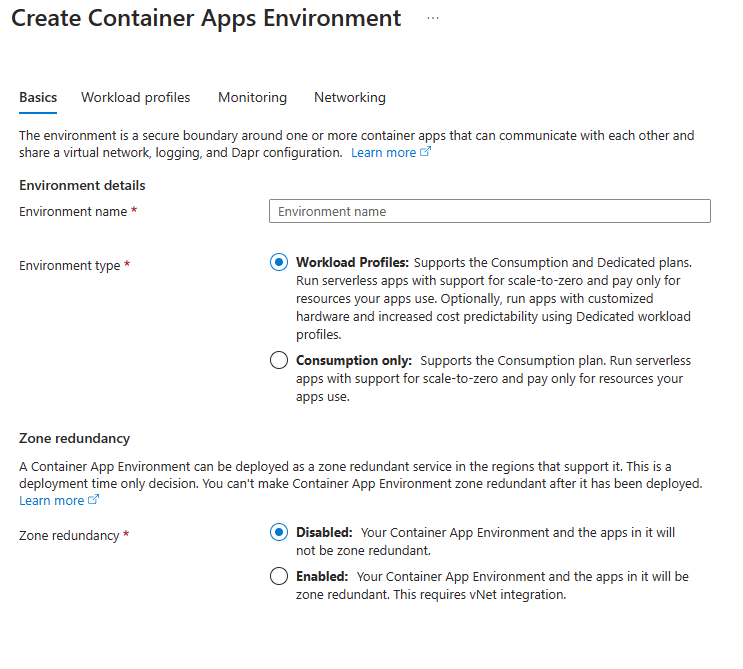 Create Container Apps Environment ...
Basics Workload profiles Monitoring Networking
The environment is a secure boundary around one or more container apps that can communicate with each other and
share a virtual network, logging, and Dapr configuration. Learn more
Environment details
Environment name *
Environment name
Environment type *
Workload Profiles: Supports the Consumption and Dedicated plans.
Run serverless apps with support for scale-to-zero and pay only for
resources your apps use. Optionally, run apps with customized
hardware and increased cost predictability using Dedicated workload
profiles.
Consumption only: Supports the Consumption plan. Run serverless
apps with support for scale-to-zero and pay only for resources your
apps use.
Zone redundancy
A Container App Environment can be deployed as a zone redundant service in the regions that support it. This is a
deployment time only decision. You can't make Container App Environment zone redundant after it has been deployed.
Learn more
Zone redundancy *
Disabled: Your Container App Environment and the apps in it will
not be zone redundant.
Enabled: Your Container App Environment and the apps in it will be
zone redundant. This requires vNet integration.